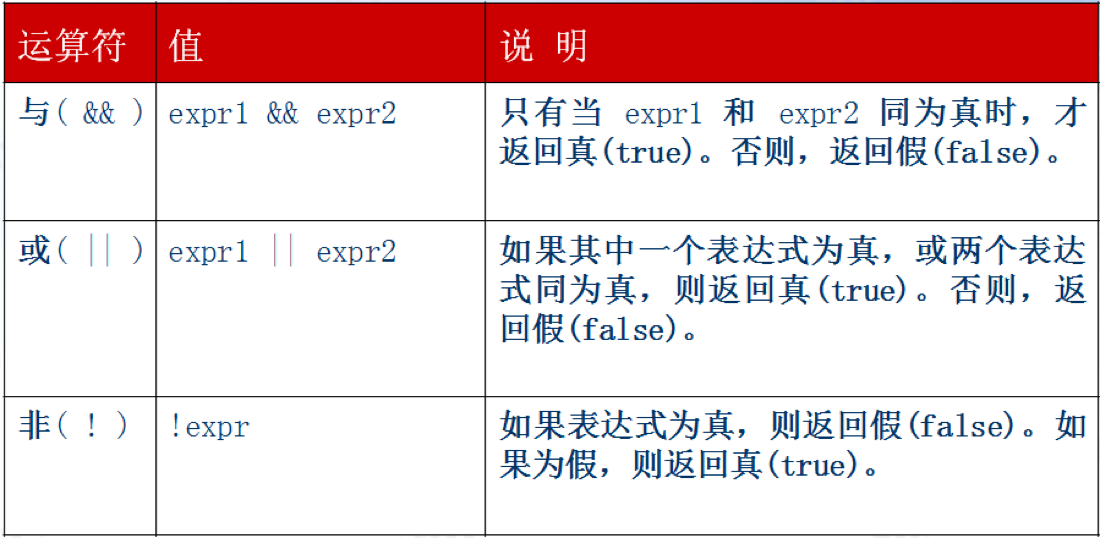 运算符 值 说 明
与( && ) expr1 && expr2 只有当 expr1 和 expr2 同为真时，才
返回真(true)。否则，返回假(false)。
或( || ) expr1 || expr2 如果其中一个表达式为真，或两个表达
式同为真，则返回真(true)。否则，返
回假(false)。
非( ! ) !expr 如果表达式为真，则返回假(false)。如
果为假，则返回真(true)。